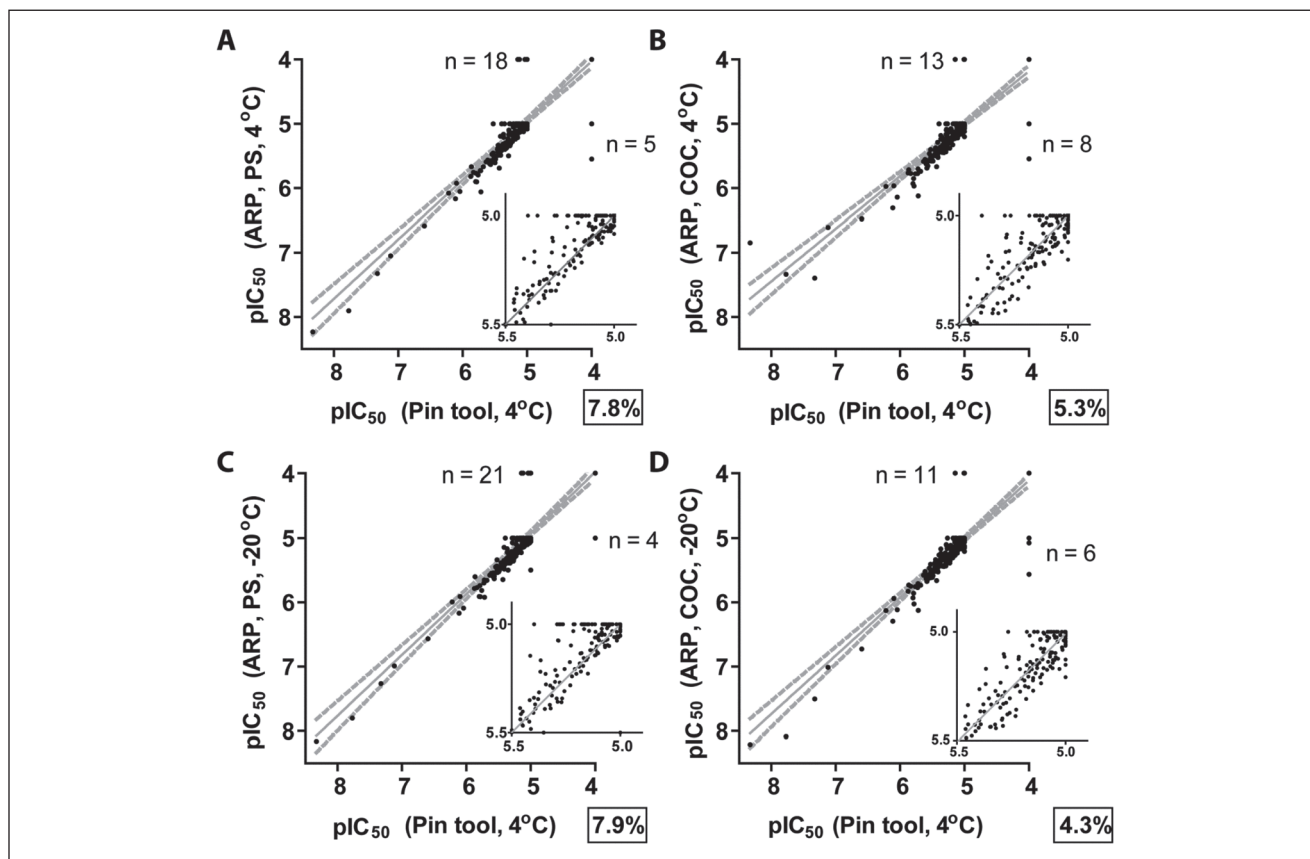 A
4
5
6
7
8
pIC50 (ARP, PS, 4°C)
n = 18
n = 5
5.0
5.5
5.5 5.0
8 7 6 5 4
pIC50 (Pin tool, 4°C) 7.8%
B
4
5
6
7
8
pIC50 (ARP, COC, 4°C)
n = 13
n = 8
5.0
5.5
5.5 5.0
8 7 6 5 4
pIC50 (Pin tool, 4°C) 5.3%
C
4
5
6
7
8
pIC50 (ARP, PS, -20°C)
n = 21
n = 4
5.0
5.5
5.5 5.0
8 7 6 5 4
pIC50 (Pin tool, 4°C) 7.9%
D
4
5
6
7
8
pIC50 (ARP, COC, -20°C)
n = 11
n = 6
5.0
5.5
5.5 5.0
8 7 6 5 4
pIC50 (Pin tool, 4°C) 4.3%